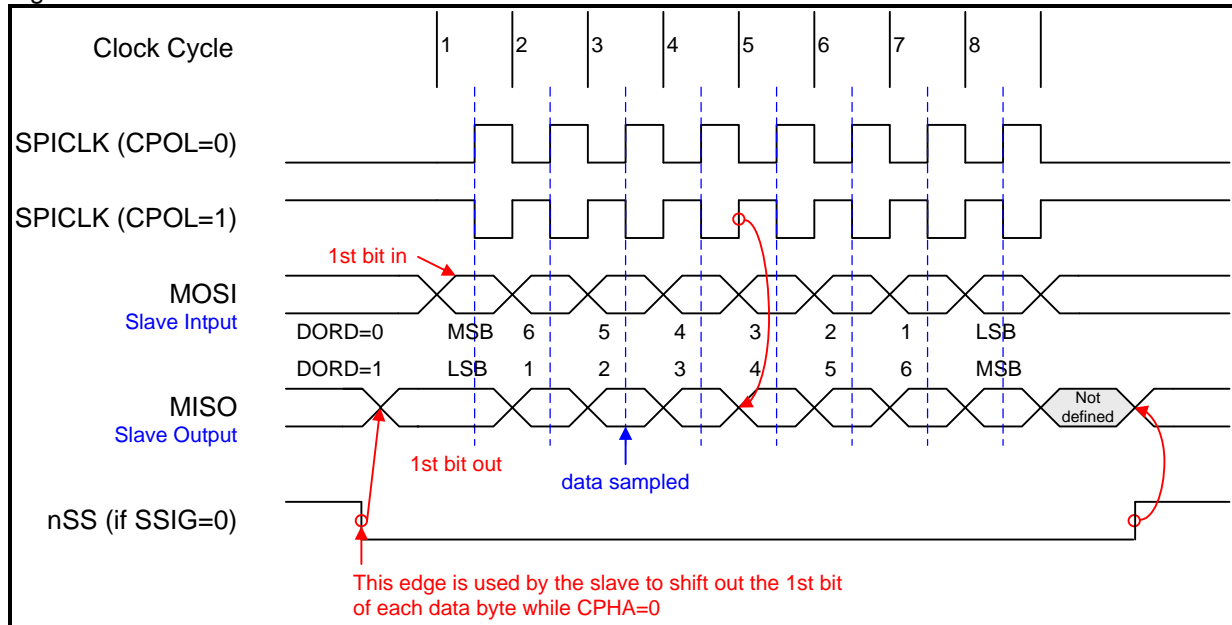 Clock Cycle
1 2 3 4 5 6 7 8
SPICLK (CPOL=0)
SPICLK (CPOL=1)
1st bit in
MOSI
Slave Intput
DORD=0 MSB 6 5 4 3 2 1 LSB
DORD=1 LSB 1 2 3 4 5 6 MSB
MISO
Slave Output
Not
defined
1st bit out
data sampled
nSS (if SSIG=0)
This edge is used by the slave to shift out the 1st bit
of each data byte while CPHA=0